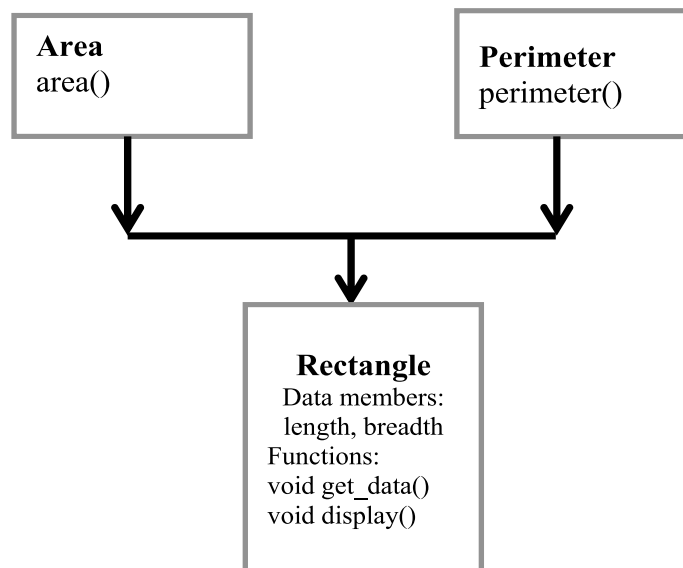 Area
area()
Perimeter
perimeter()
Rectangle
Data members:
length, breadth
Functions:
void get_data()
void display()